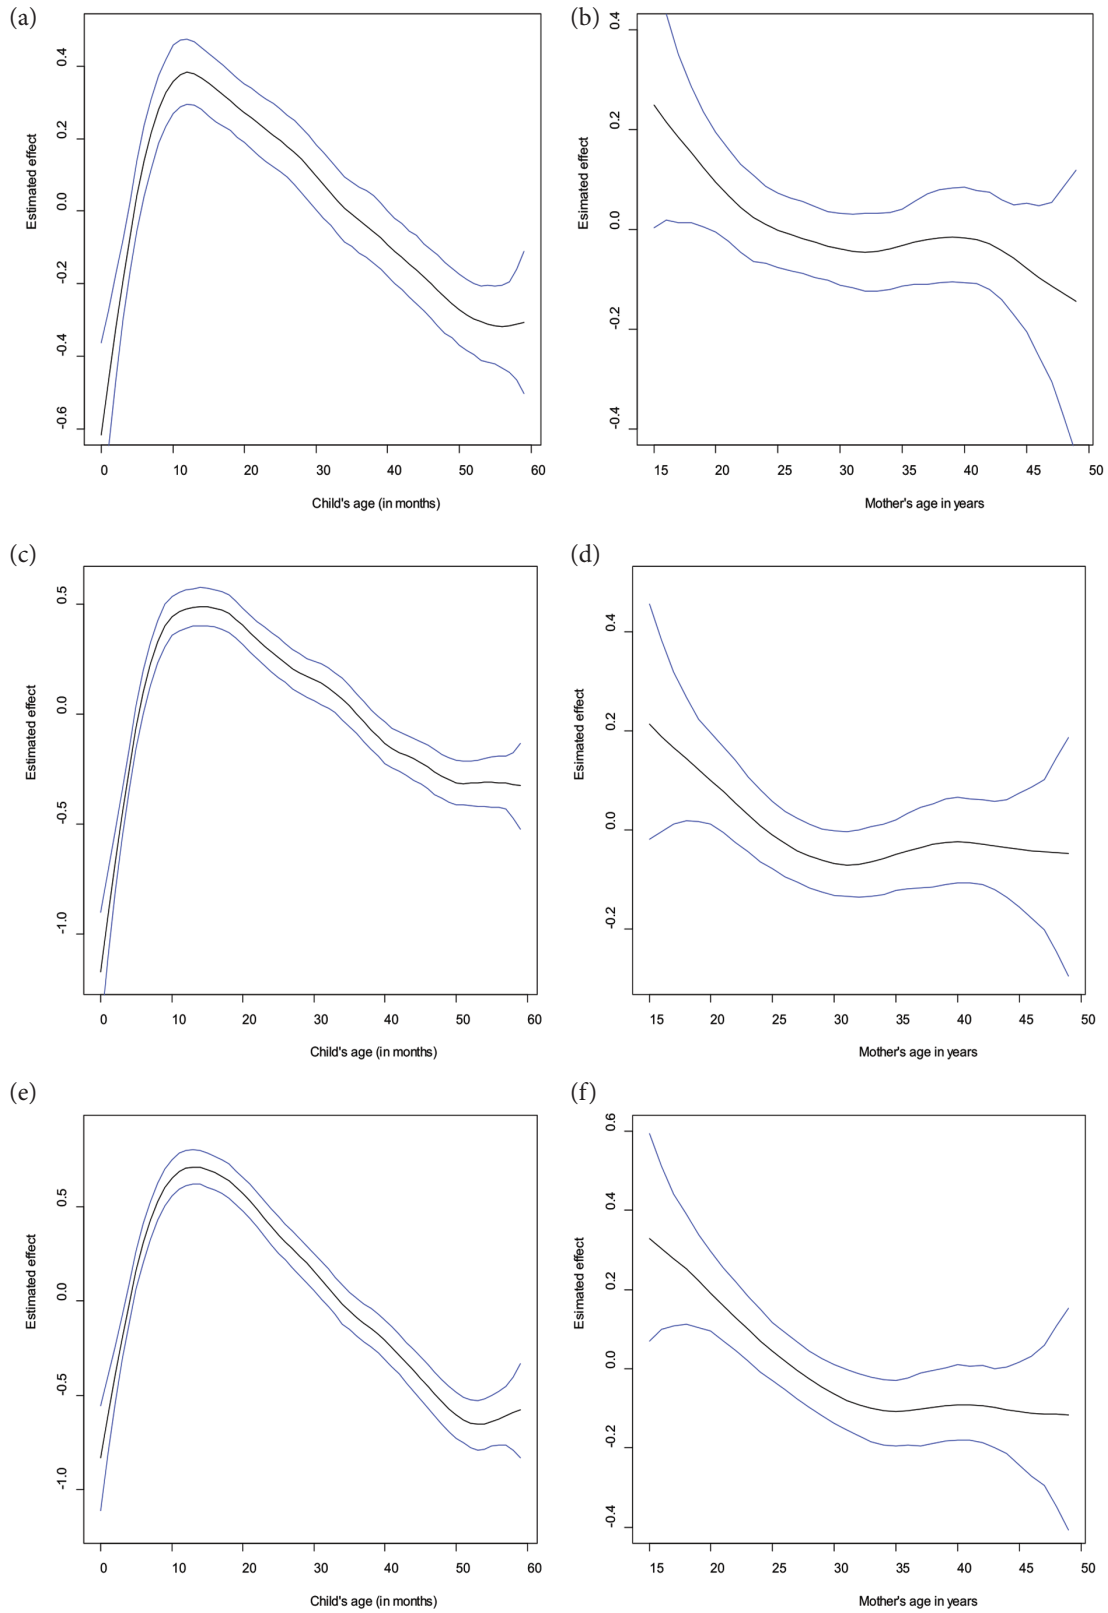 (a)
0.4
0.2
0.0
-0.2
-0.4
-0.6
Estimated effect
0 10 20 30 40 50 60
Child's age (in months)
(b)
0.4
0.2
0.0
-0.2
-0.4
Esimated effect
15 20 25 30 35 40 45 50
Mother's age in years
(c)
0.5
0.0
-0.5
-1.0
Estimated effect
0 10 20 30 40 50 60
Child's age (in months)
(d)
0.4
0.2
0.0
-0.2
Esimated effect
15 20 25 30 35 40 45 50
Mother's age in years
(e)
0.5
0.0
-0.5
-1.0
Estimated effect
0 10 20 30 40 50 60
Child's age (in months)
(f)
0.6
0.4
0.2
0.0
-0.2
-0.4
Esimated effect
15 20 25 30 35 40 45 50
Mother's age in years